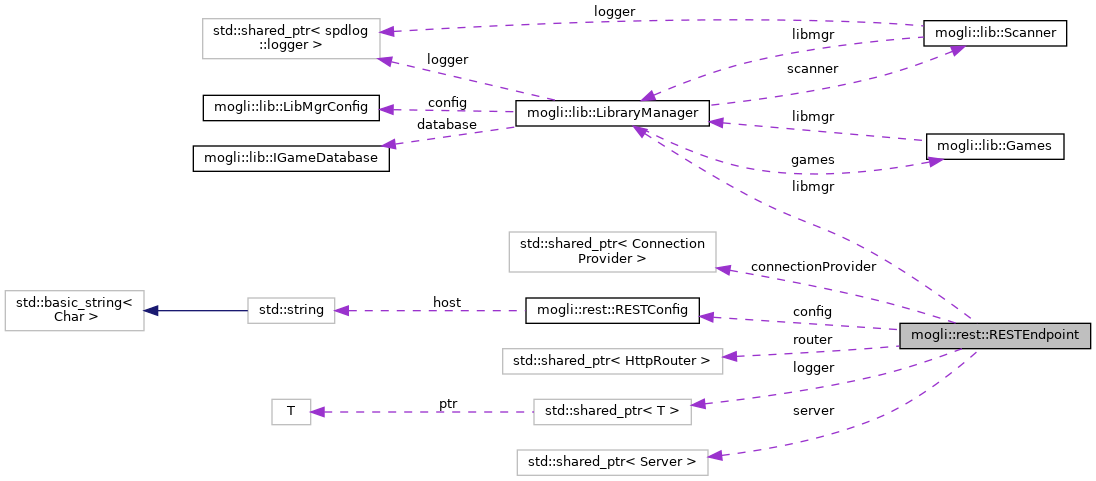 logger
std::shared_ptr< spdlog
::logger >
mogli::lib::Scanner
libmgr
logger
scanner
mogli::lib::LibMgrConfig
config
mogli::lib::LibraryManager
libmgr
database
mogli::lib::IGameDatabase
mogli::lib::Games
games
libmgr
std::shared_ptr< Connection
Provider >
connectionProvider
std::basic_string<
Char >
std::string
host
mogli::rest::RESTConfig
config
mogli::rest::RESTEndpoint
router
std::shared_ptr< HttpRouter >
logger
T
ptr
std::shared_ptr< T >
server
std::shared_ptr< Server >